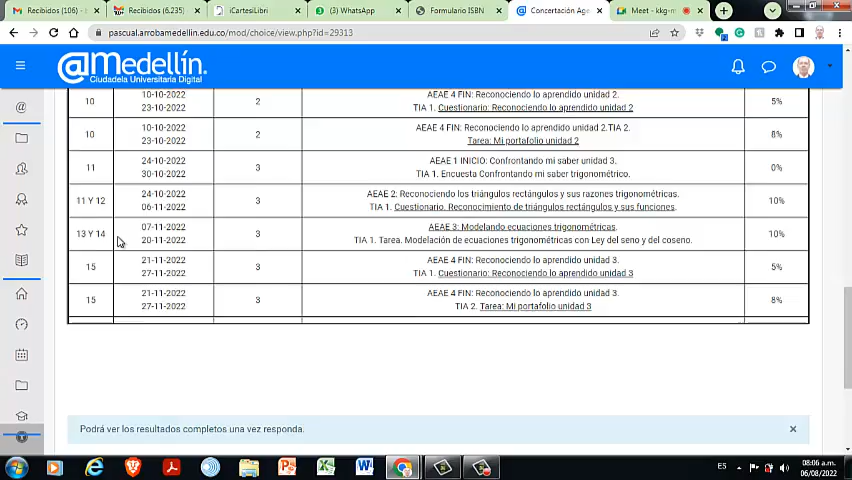 Recibidos (106) - r
Recibidos (6.235)
iCartesiLibri
(3) WhatsApp
Formulario ISBN
Concertación Age
Meet - kkg-m
pascual.arrobamedellin.edu.co/mod/choice/view.php?id=29313
@Medellín.
Ciudadela Universitaria Digital
10 10-10-2022 23-10-2022 2 AEAE 4 FIN: Reconociendo lo aprendido unidad 2. TIA 1. Cuestionario: Reconociendo lo aprendido unidad 2 5%
10 10-10-2022 23-10-2022 2 AEAE 4 FIN: Reconociendo lo aprendido unidad 2.TIA 2. Tarea: Mi portafolio unidad 2 8%
11 24-10-2022 30-10-2022 3 AEAE 1 INICIO: Confrontando mi saber unidad 3. TIA 1. Encuesta Confrontando mi saber trigonométrico. 0%
11 Y 12 24-10-2022 06-11-2022 3 AEAE 2: Reconociendo los triángulos rectángulos y sus razones trigonométricas. TIA 1. Cuestionario. Reconocimiento de triángulos rectángulos y sus funciones. 10%
13 Y 14 07-11-2022 20-11-2022 3 AEAE 3: Modelando ecuaciones trigonométricas. TIA 1. Tarea. Modelación de ecuaciones trigonométricas con Ley del seno y del coseno. 10%
15 21-11-2022 27-11-2022 3 AEAE 4 FIN: Reconociendo lo aprendido unidad 3. TIA 1. Cuestionario: Reconociendo lo aprendido unidad 3 5%
15 21-11-2022 27-11-2022 3 AEAE 4 FIN: Reconociendo lo aprendido unidad 3. TIA 2. Tarea: Mi portafolio unidad 3 8%
Podrá ver los resultados completos una vez responda.
ES
08:06 a.m.
06/08/2022